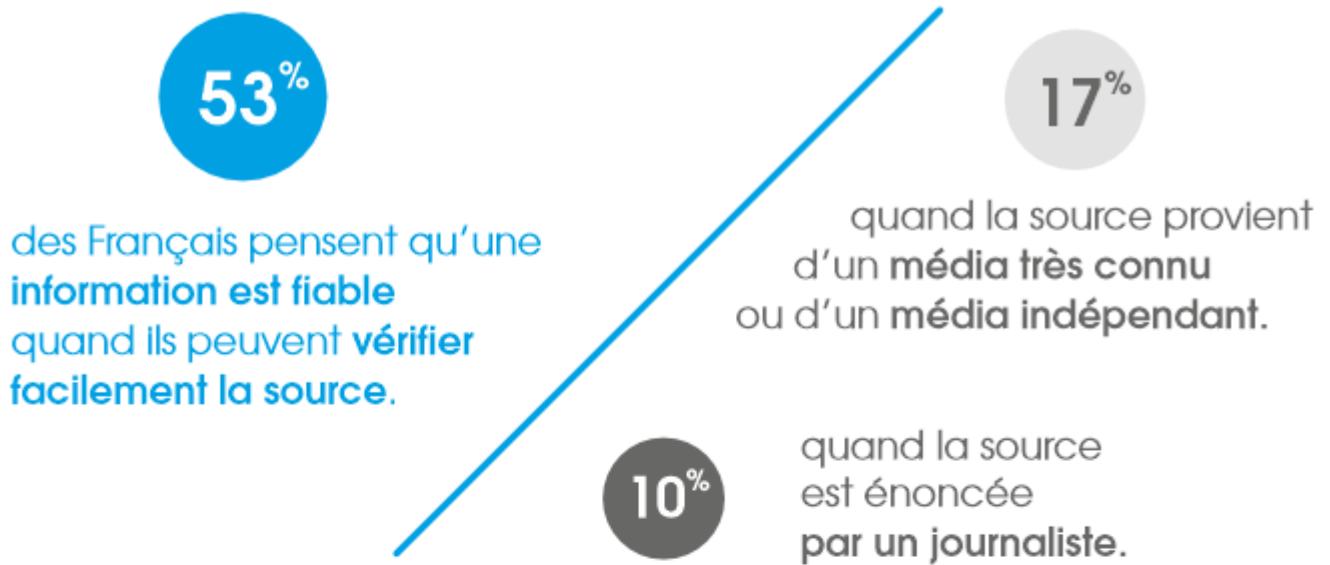 53%
des Français pensent qu’une
information est fiable
quand ils peuvent vérifier
facilement la source.
17%
quand la source provient
d’un média très connu
ou d’un média indépendant.
10%
quand la source
est énoncée
par un journaliste.